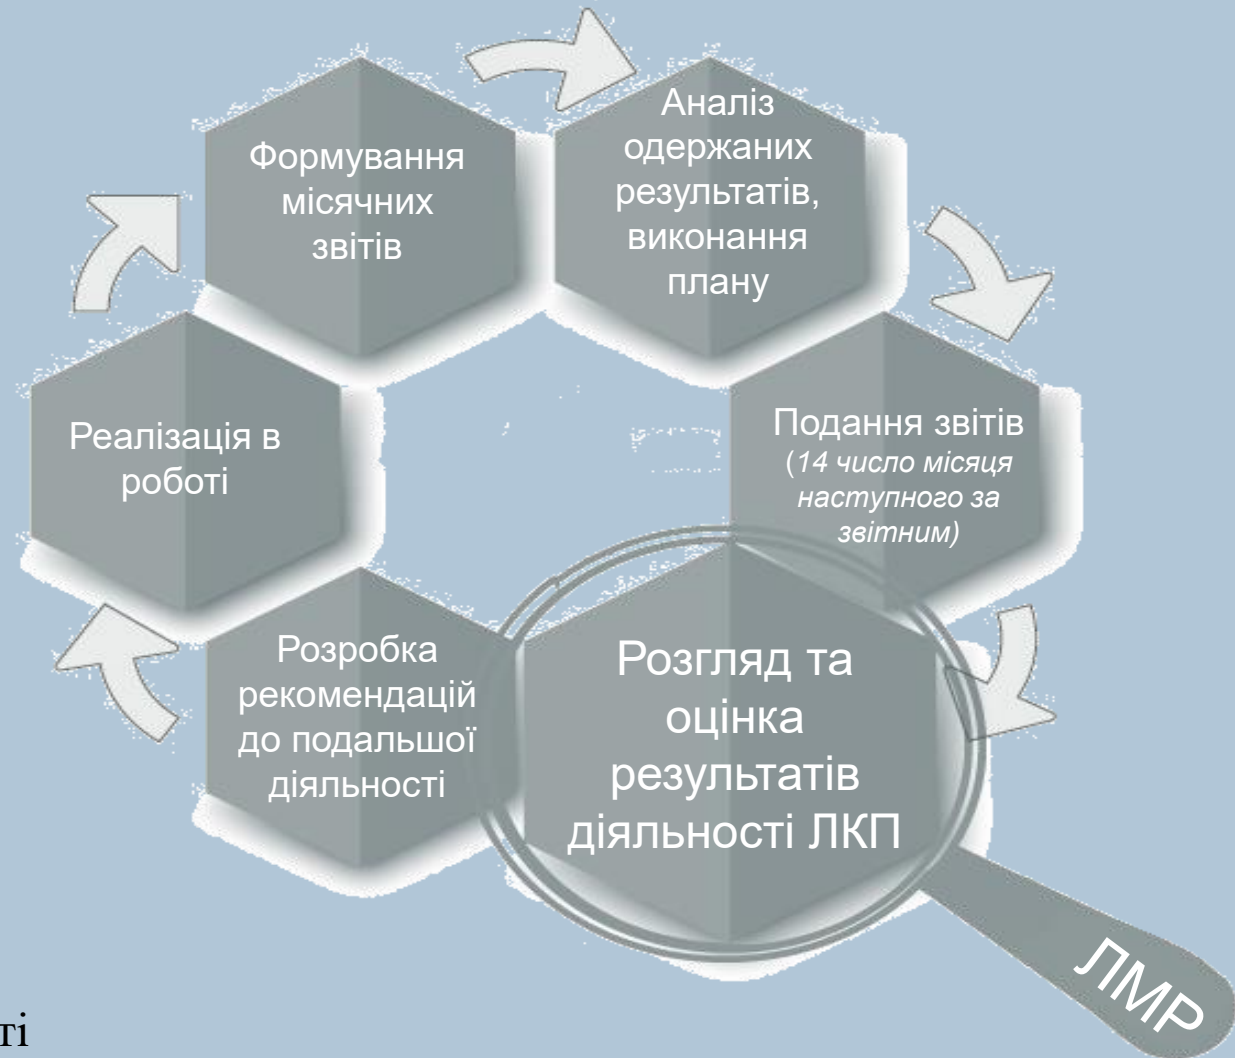 Формування
місячних
звітів
Аналіз
одержаних
результатів,
виконання
плану
Подання звітів
(14 число місяця
наступного за
звітним)
Розгляд та
оцінка
результатів
діяльності ЛКП
Розробка
рекомендацій
до подальшої
діяльності
Реалізація в
роботі
ЛМР
ті